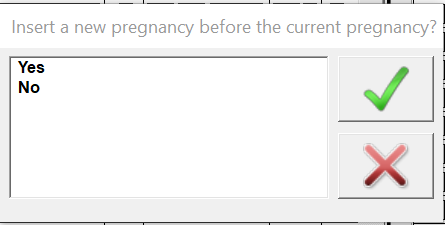 Insert a new pregnancy before the current pregnancy?
Yes
No